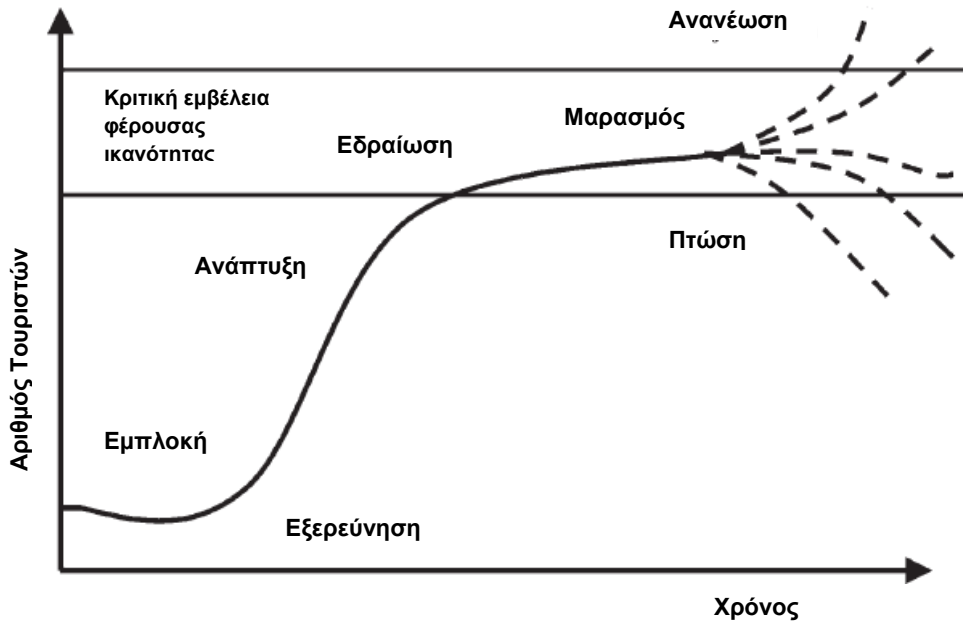 Ανανέωση
Κριτική εμβέλεια
φέρουσας
ικανότητας
Μαρασμός
Εδραίωση
Πτώση
Ανάπτυξη
Αριθμός Τουριστών
Εμπλοκή
Εξερεύνηση
Χρόνος